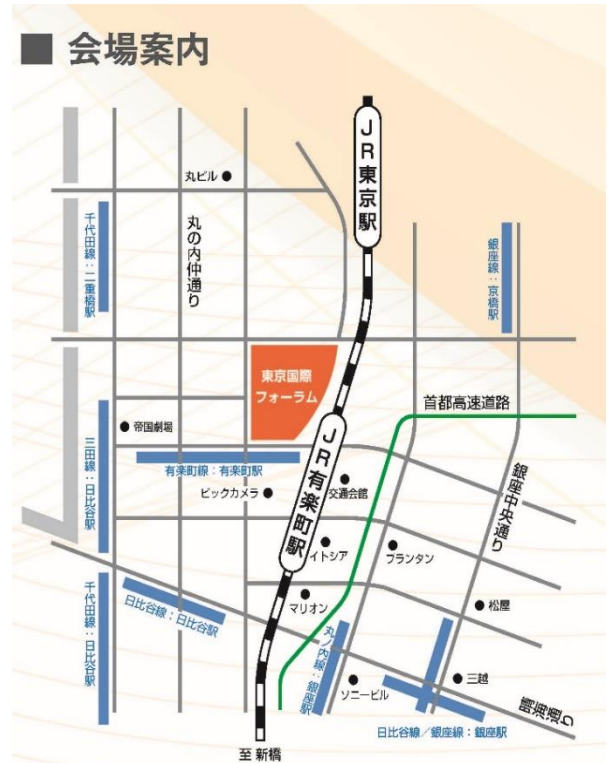 ■ 会場案内
JR東京駅
丸ビル
千代田線:二重橋駅
丸の内仲通り
銀座線:京橋駅
東京国際
フォーラム
首都高速道路
帝国劇場
三田線:日比谷駅
有楽町線:有楽町駅
JR有楽町駅
ビックカメラ
交通会館
銀座中央通り
イトシア
プランタン
千代田線:日比谷駅
日比谷線:日比谷駅
マリオン
松屋
丸ノ内線:銀座駅
ソニービル
三越
晴海通り
日比谷線/銀座線:銀座駅
至 新橋